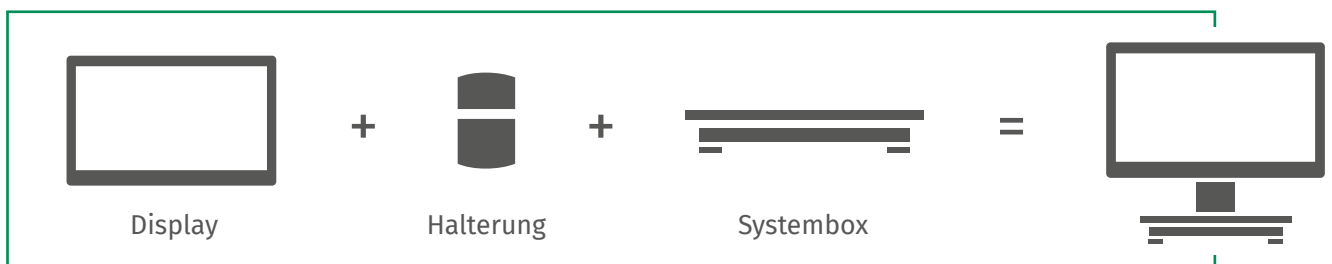 + + =
Display Halterung Systembox